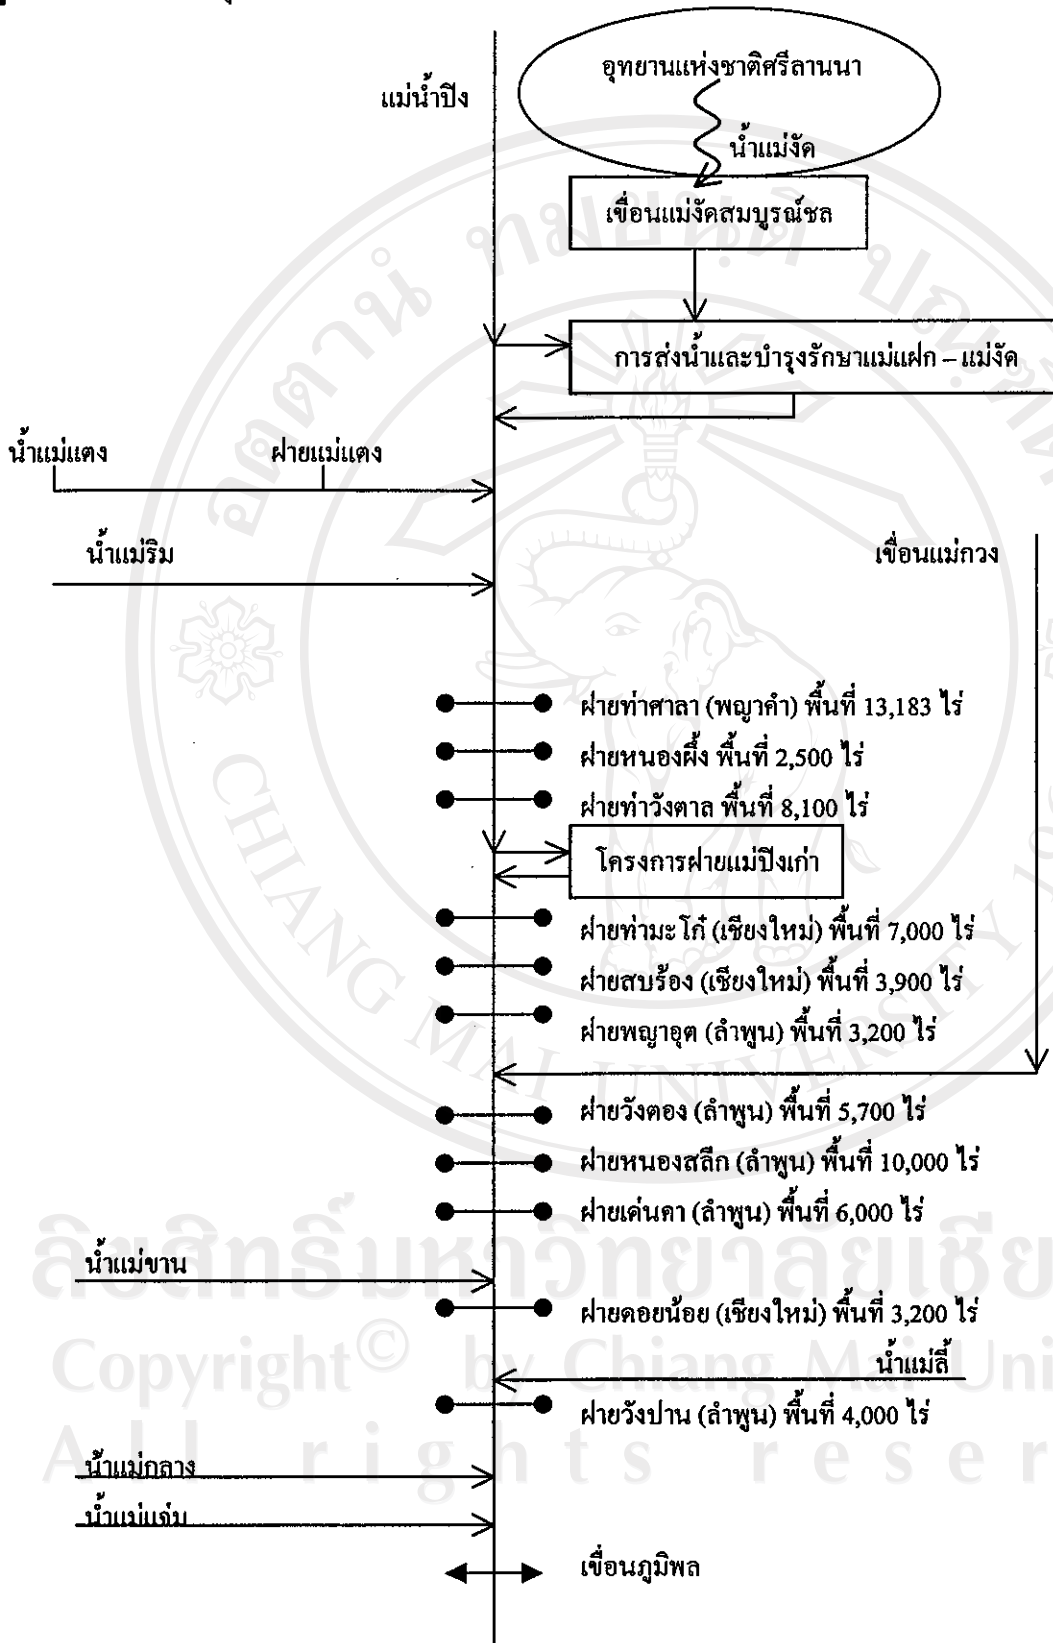 อุทยานแห่งชาติศรีลานนา
แม่น้ำปิง
น้ำแม่งัด
เขื่อนแม่งัดสมบูรณ์ชล
การส่งน้ำและบำรุงรักษาแม่แฝก – แม่งัด
น้ำแม่แตง
ฝายแม่แตง
น้ำแม่ริม
เขื่อนแม่กวง
ฝายท่าศาลา (พญาคำ) พื้นที่ 13,183 ไร่
ฝายหนองผึ้ง พื้นที่ 2,500 ไร่
ฝายท่าวังตาล พื้นที่ 8,100 ไร่
โครงการฝายแม่ปิงเก่า
ฝายท่ามะโก๋ (เชียงใหม่) พื้นที่ 7,000 ไร่
ฝายสบร้อง (เชียงใหม่) พื้นที่ 3,900 ไร่
ฝายพญาอุต (ลำพูน) พื้นที่ 3,200 ไร่
ฝายวังตอง (ลำพูน) พื้นที่ 5,700 ไร่
ฝายหนองสลีก (ลำพูน) พื้นที่ 10,000 ไร่
ฝายเด่นคา (ลำพูน) พื้นที่ 6,000 ไร่
น้ำแม่ขาน
ฝายดอยน้อย (เชียงใหม่) พื้นที่ 3,200 ไร่
น้ำแม่ลี้
ฝายวังปาน (ลำพูน) พื้นที่ 4,000 ไร่
น้ำแม่กลาง
น้ำแม่แจ่ม
เขื่อนภูมิพล
CHIANG MAI UNIVERSITY
ลิขสิทธิ์มหาวิทยาลัยเชีย
Copyright© by Chiang Mai Uni
All rights reser